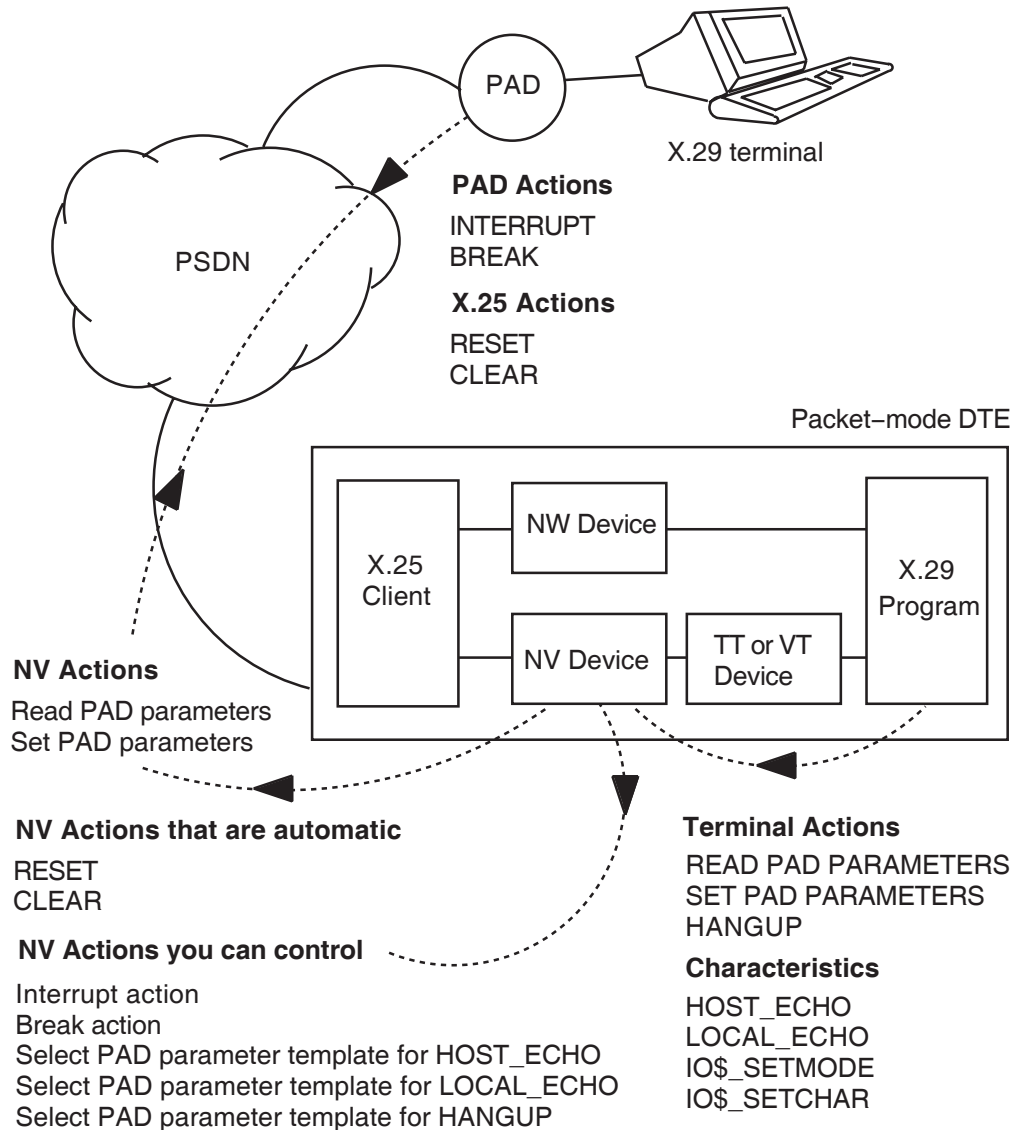 PAD
X.29 terminal
PAD Actions
INTERRUPT
BREAK
X.25 Actions
RESET
CLEAR
PSDN
Packet–mode DTE
X.25
Client
NW Device
NV Device
TT or VT
Device
X.29
Program
NV Actions
Read PAD parameters
Set PAD parameters
NV Actions that are automatic
RESET
CLEAR
NV Actions you can control
Interrupt action
Break action
Select PAD parameter template for HOST_ECHO
Select PAD parameter template for LOCAL_ECHO
Select PAD parameter template for HANGUP
Terminal Actions
READ PAD PARAMETERS
SET PAD PARAMETERS
HANGUP
Characteristics
HOST_ECHO
LOCAL_ECHO
IO$_SETMODE
IO$_SETCHAR